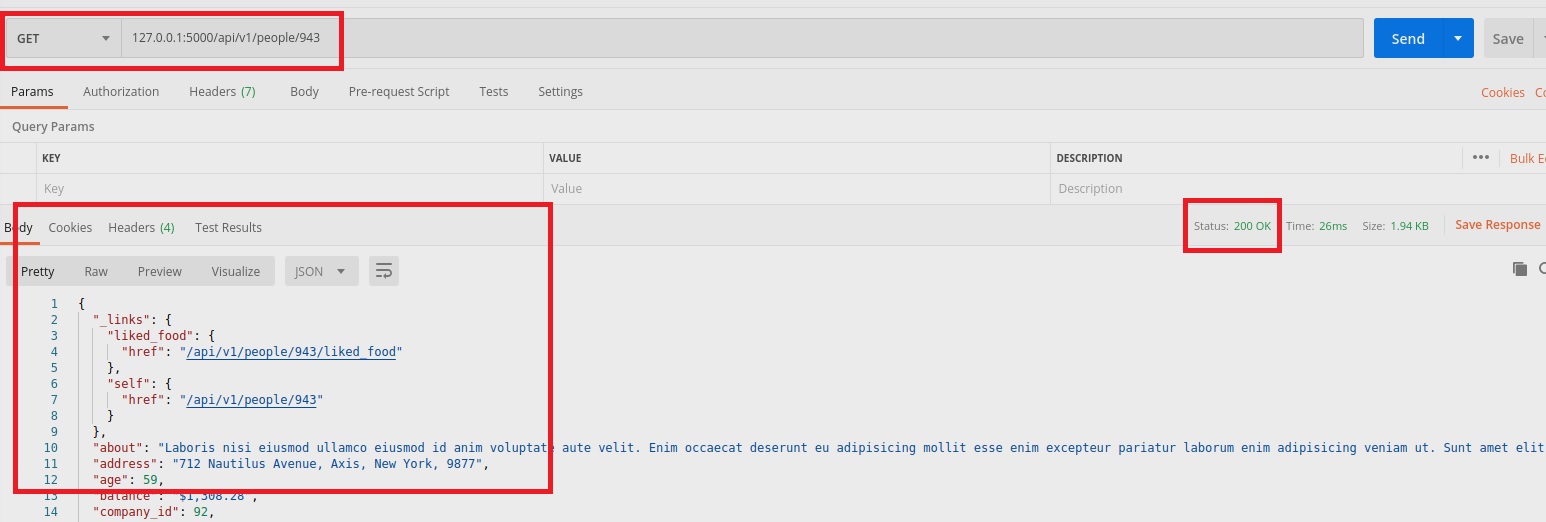 GET 127.0.0.1:5000/api/v1/people/943 Send Save
Params Authorization Headers (7) Body Pre-request Script Tests Settings Cookies
Query Params
KEY VALUE DESCRIPTION ••• Bulk
Key Value Description
Body Cookies Headers (4) Test Results Status: 200 OK Time: 26ms Size: 1.94 KB Save Response
Pretty Raw Preview Visualize JSON
1 {
2 "_links": {
3 "liked_food": {
4 "href": "/api/v1/people/943/liked_food"
5 },
6 "self": {
7 "href": "/api/v1/people/943"
8 }
9 },
10 "about": "Laboris nisi eiusmod ullamco eiusmod id anim voluptate aute velit. Enim occaecat deserunt eu adipisicing mollit esse enim excepteur pariatur laborum enim adipisicing veniam ut. Sunt amet elit
11 "address": "712 Nautilus Avenue, Axis, New York, 9877",
12 "age": 59,
13 "balance": "$1,308.28",
14 "company_id": 92,